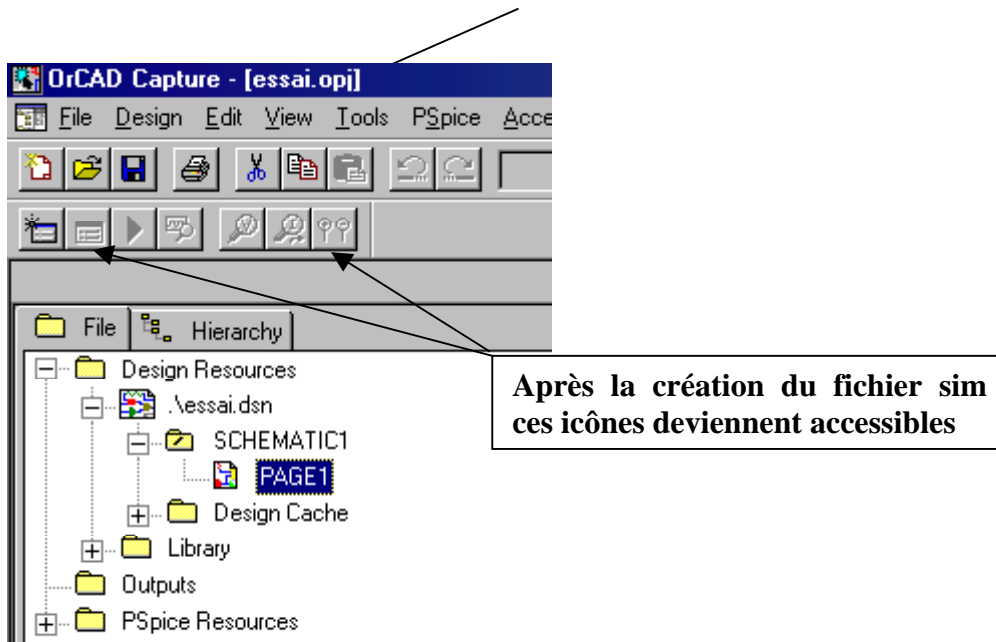 OrCAD Capture - [essai.opj]
File Design Edit View Tools PSpice Acce
File Hierarchy
Design Resources
.\essai.dsn
SCHEMATIC1
PAGE1
Design Cache
Library
Outputs
PSpice Resources
Après la création du fichier sim
ces icônes deviennent accessibles